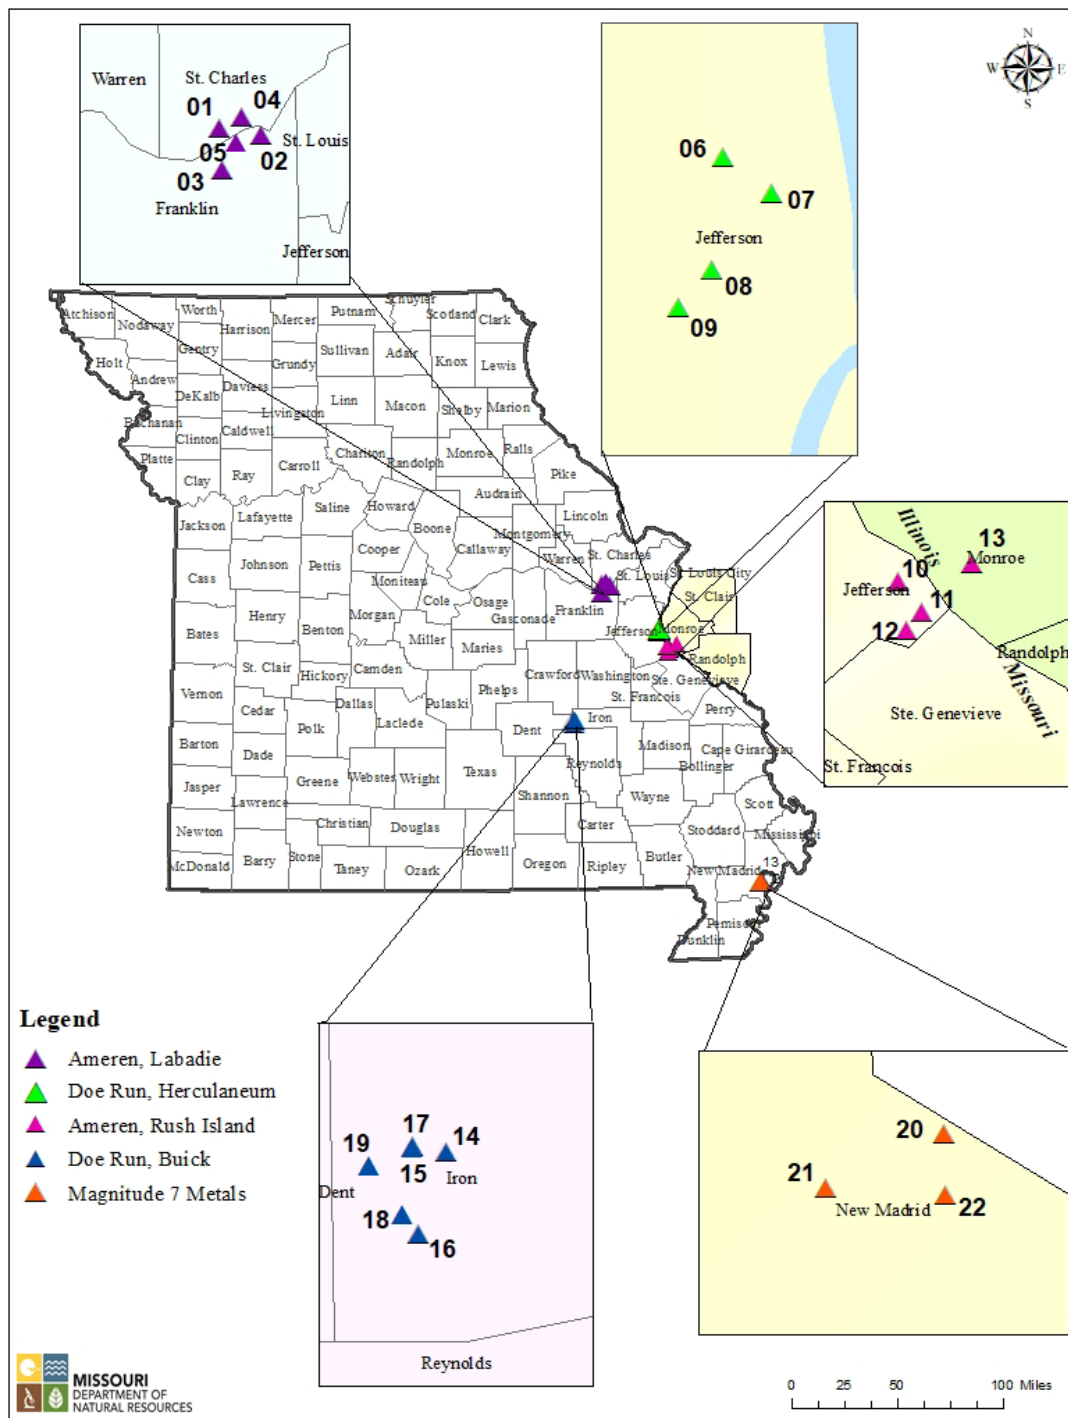 N
W E
S
Warren
St. Charles
01
04
05
02
St. Louis
03
Franklin
Jefferson
06
07
Jefferson
08
09
Illinois
13
Monroe
10
Jefferson
11
12
Randolph
Missouri
Ste. Genevieve
St. Francois
Atchison
Nodaway
Worth
Harrison
Mercer
Putnam
Schuyler
Scotland
Clark
Gentry
Holt
Andrew
DeKalb
Daviess
Grundy
Sullivan
Adair
Knox
Lewis
Buchanan
Clinton
Caldwell
Livingston
Linn
Macon
Shelby
Marion
Platte
Clay
Ray
Carroll
Chariton
Randolph
Monroe
Ralls
Pike
Audrain
Jackson
Lafayette
Saline
Howard
Boone
Callaway
Montgomery
Lincoln
Warren
St. Charles
St. Louis
St Louis City
St. Clair
Cass
Johnson
Pettis
Cooper
Moniteau
Cole
Osage
Gasconade
Franklin
Jefferson
Monroe
Randolph
Bates
Henry
Benton
Morgan
Miller
Maries
Crawford
Washington
Ste. Genevieve
St. Francois
Perry
Vernon
St. Clair
Hickory
Camden
Pulaski
Phelps
Dent
Iron
Cedar
Polk
Dallas
Laclede
Reynolds
Madison
Cape Girardeau
Bollinger
Barton
Dade
Jasper
Greene
Webster
Wright
Texas
Shannon
Wayne
Scott
Lawrence
Christian
Douglas
Howell
Carter
Stoddard
Mississippi
Newton
McDonald
Barry
Stone
Taney
Ozark
Oregon
Ripley
Butler
New Madrid
13
Pemiscot
Dunklin
Legend
Ameren, Labadie
Doe Run, Herculaneum
Ameren, Rush Island
Doe Run, Buick
Magnitude 7 Metals
17
14
19
15
Iron
Dent
18
16
Reynolds
20
21
New Madrid
22
MISSOURI
DEPARTMENT OF
NATURAL RESOURCES
0 25 50 100 Miles